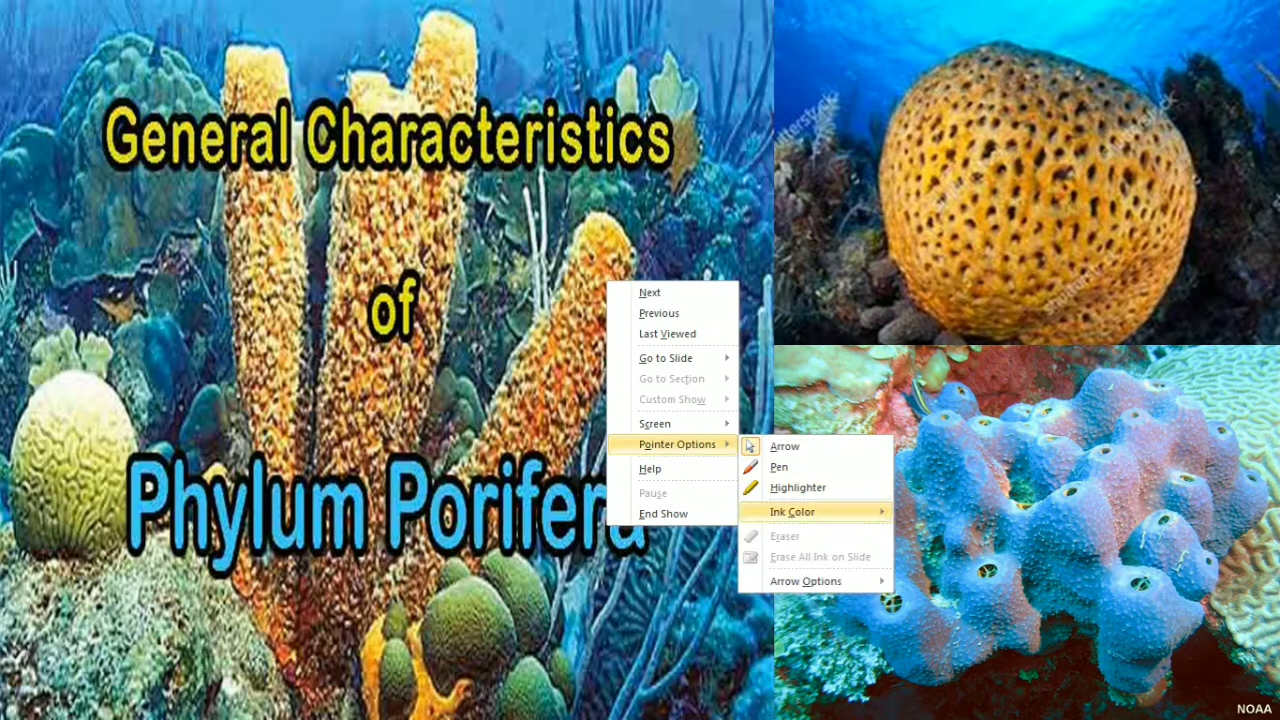 General Characteristics
of
Phylum Porifera
Next
Previous
Last Viewed
Go to Slide
Go to Section
Custom Show
Screen
Pointer Options
Help
Pause
End Show
Arrow
Pen
Highlighter
Ink Color
Eraser
Erase All Ink on Slide
Arrow Options
NOAA